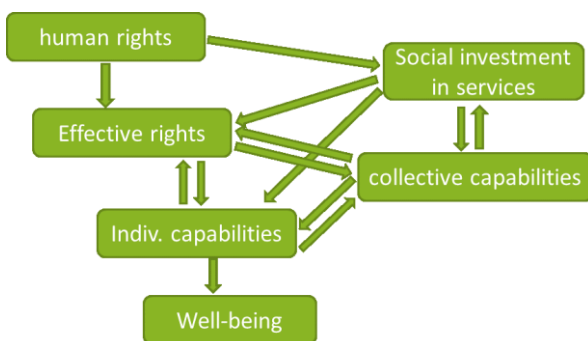 human rights
Social investment
in services
Effective rights
collective capabilities
Indiv. capabilities
Well-being